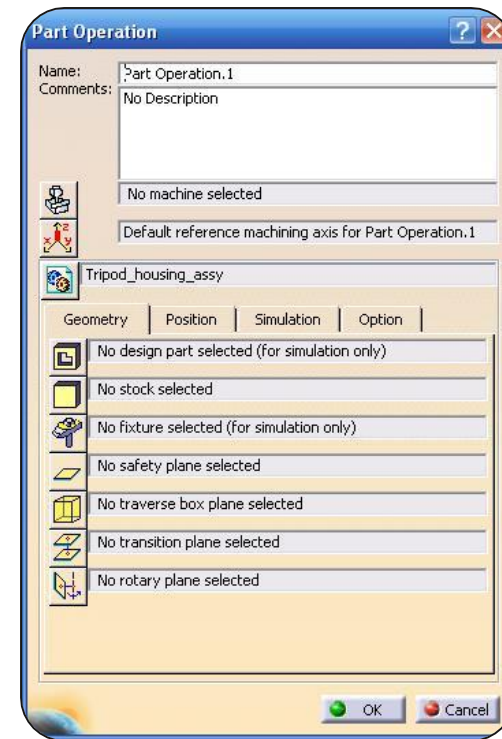 Part Operation
Name: Part Operation.1
Comments: No Description
No machine selected
Default reference machining axis for Part Operation.1
Tripod_housing_assy
Geometry Position Simulation Option
No design part selected (for simulation only)
No stock selected
No fixture selected (for simulation only)
No safety plane selected
No traverse box plane selected
No transition plane selected
No rotary plane selected
OK Cancel